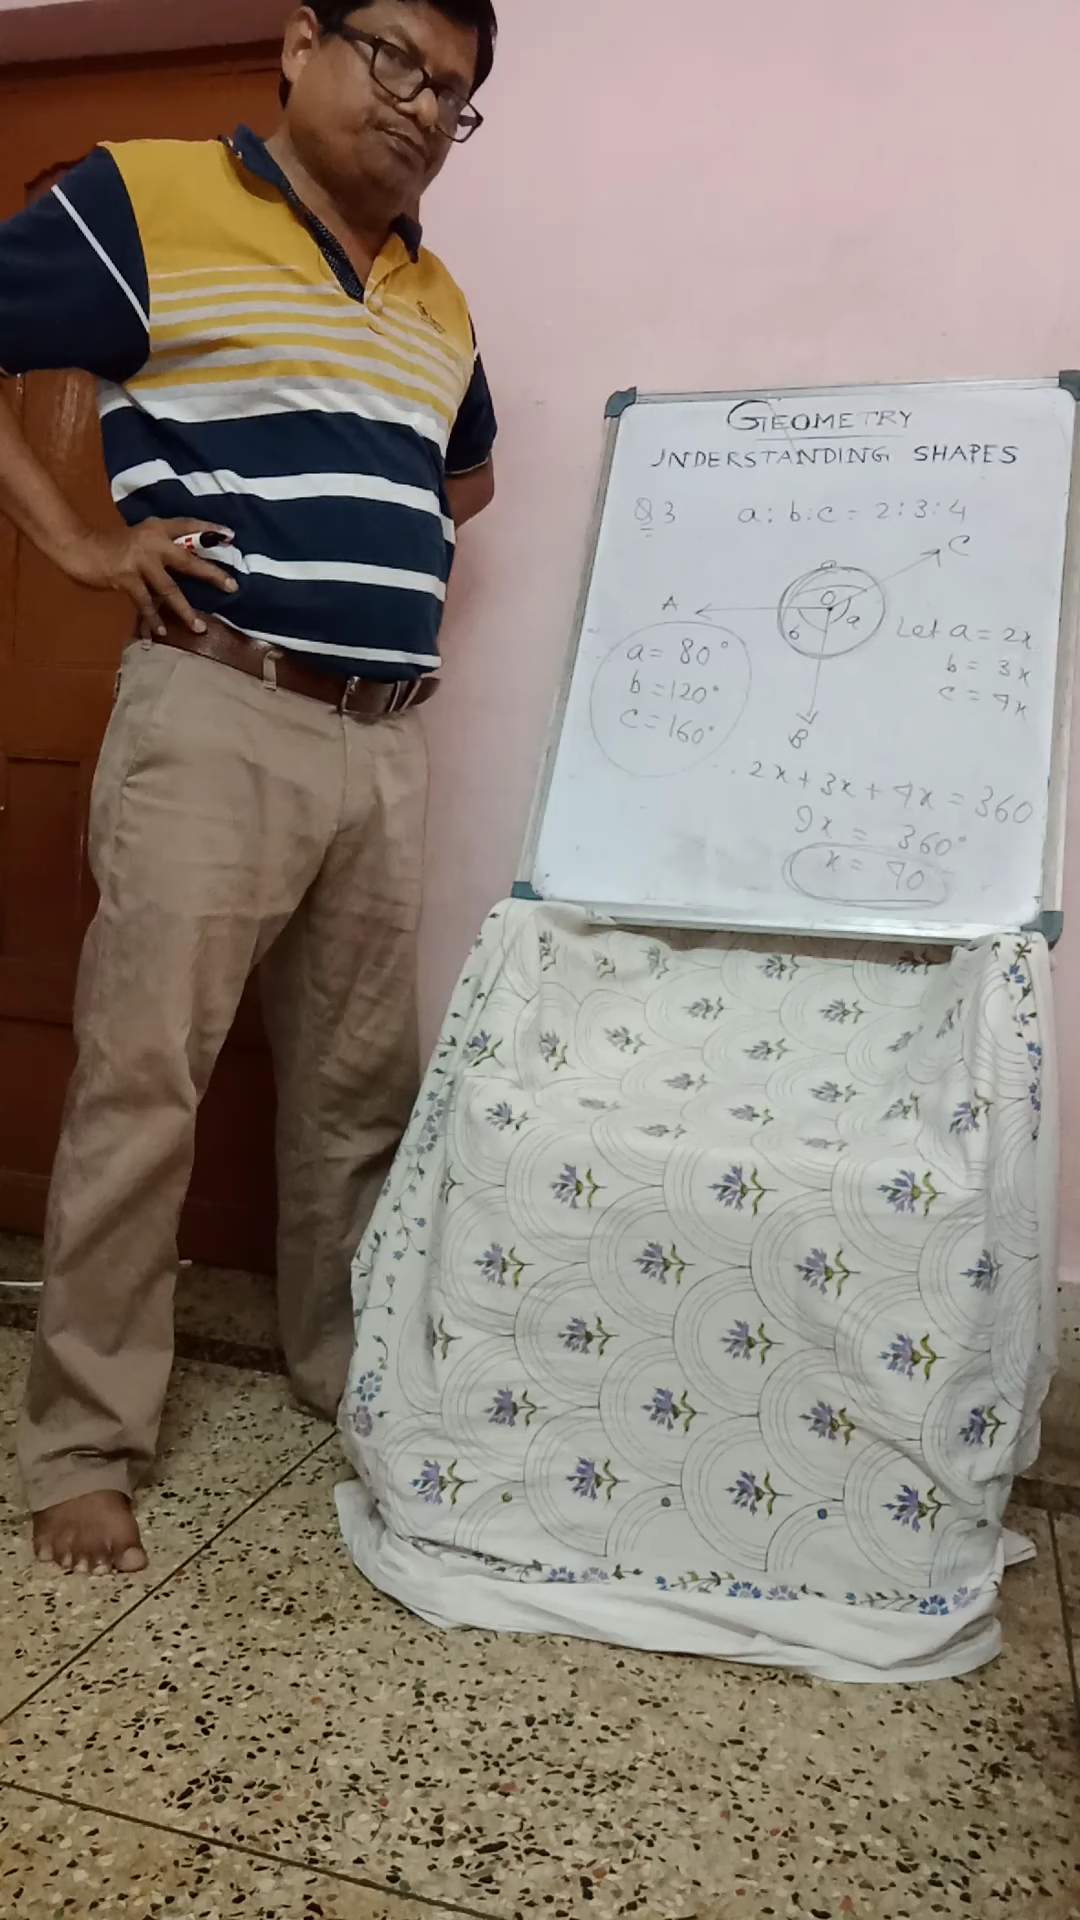 GEOMETRY
UNDERSTANDING SHAPES
Q3 a:b:c = 2:3:4
C
c
A
O
b a
Let a = 2x
a = 80°
b = 3x
b = 120°
c = 4x
c = 160°
B
∴ 2x + 3x + 4x = 360
9x = 360°
x = 40